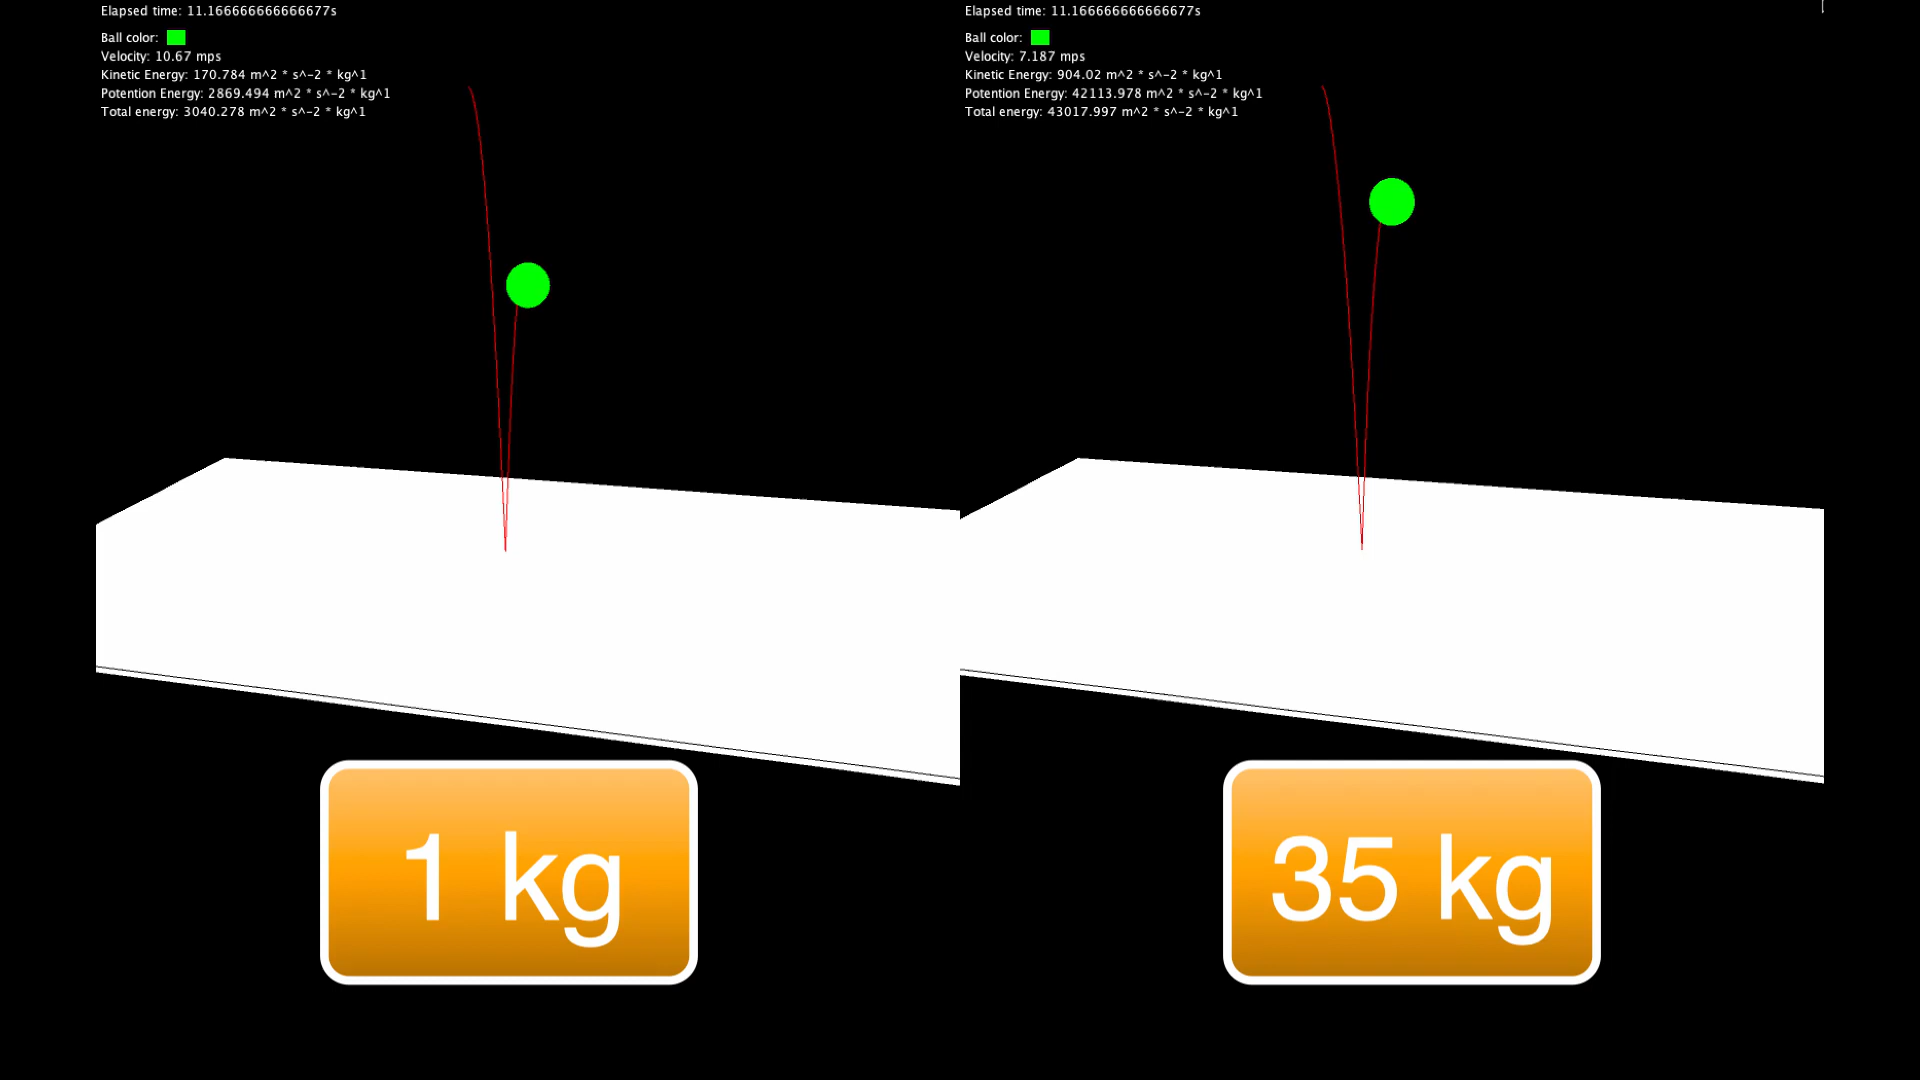 Elapsed time: 11.166666666666677s
Ball color:
Velocity: 10.67 mps
Kinetic Energy: 170.784 m^2 * s^-2 * kg^1
Potention Energy: 2869.494 m^2 * s^-2 * kg^1
Total energy: 3040.278 m^2 * s^-2 * kg^1
Elapsed time: 11.166666666666677s
Ball color:
Velocity: 7.187 mps
Kinetic Energy: 904.02 m^2 * s^-2 * kg^1
Potention Energy: 42113.978 m^2 * s^-2 * kg^1
Total energy: 43017.997 m^2 * s^-2 * kg^1
1 kg
35 kg